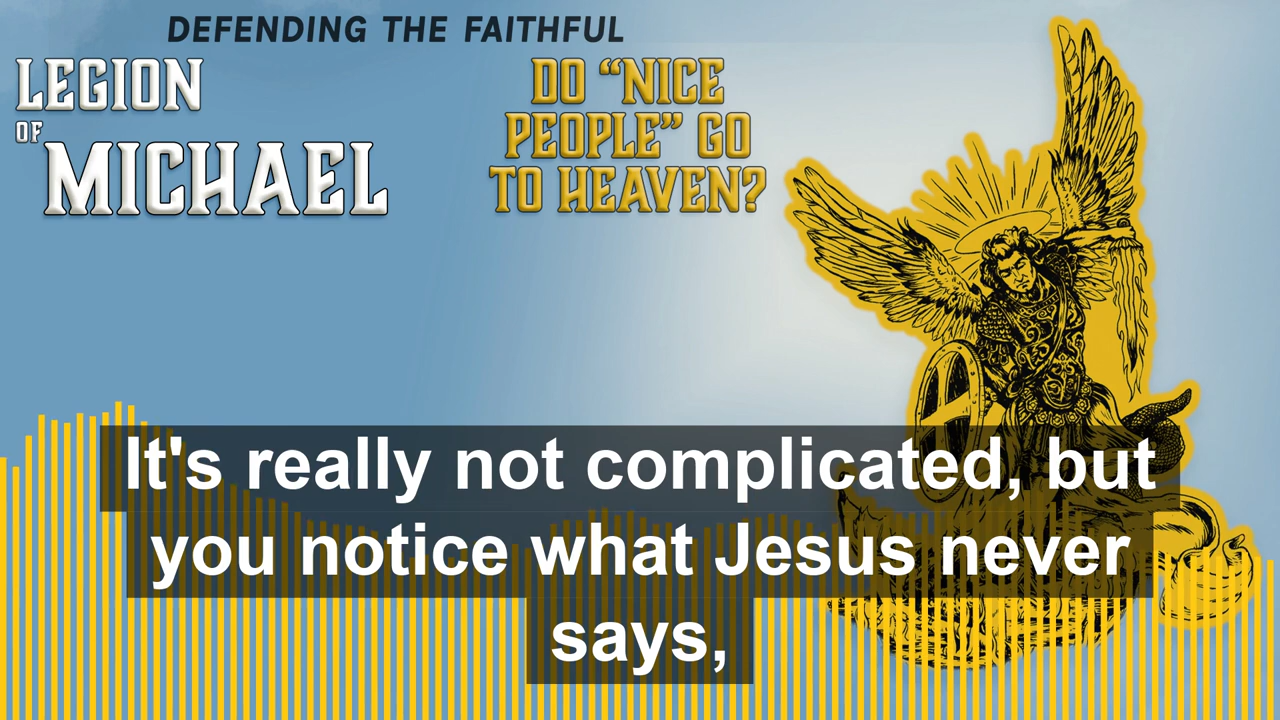 DEFENDING THE FAITHFUL
LEGION
OF
MICHAEL
DO “NICE
PEOPLE” GO
TO HEAVEN?
It's really not complicated, but
you notice what Jesus never
says,